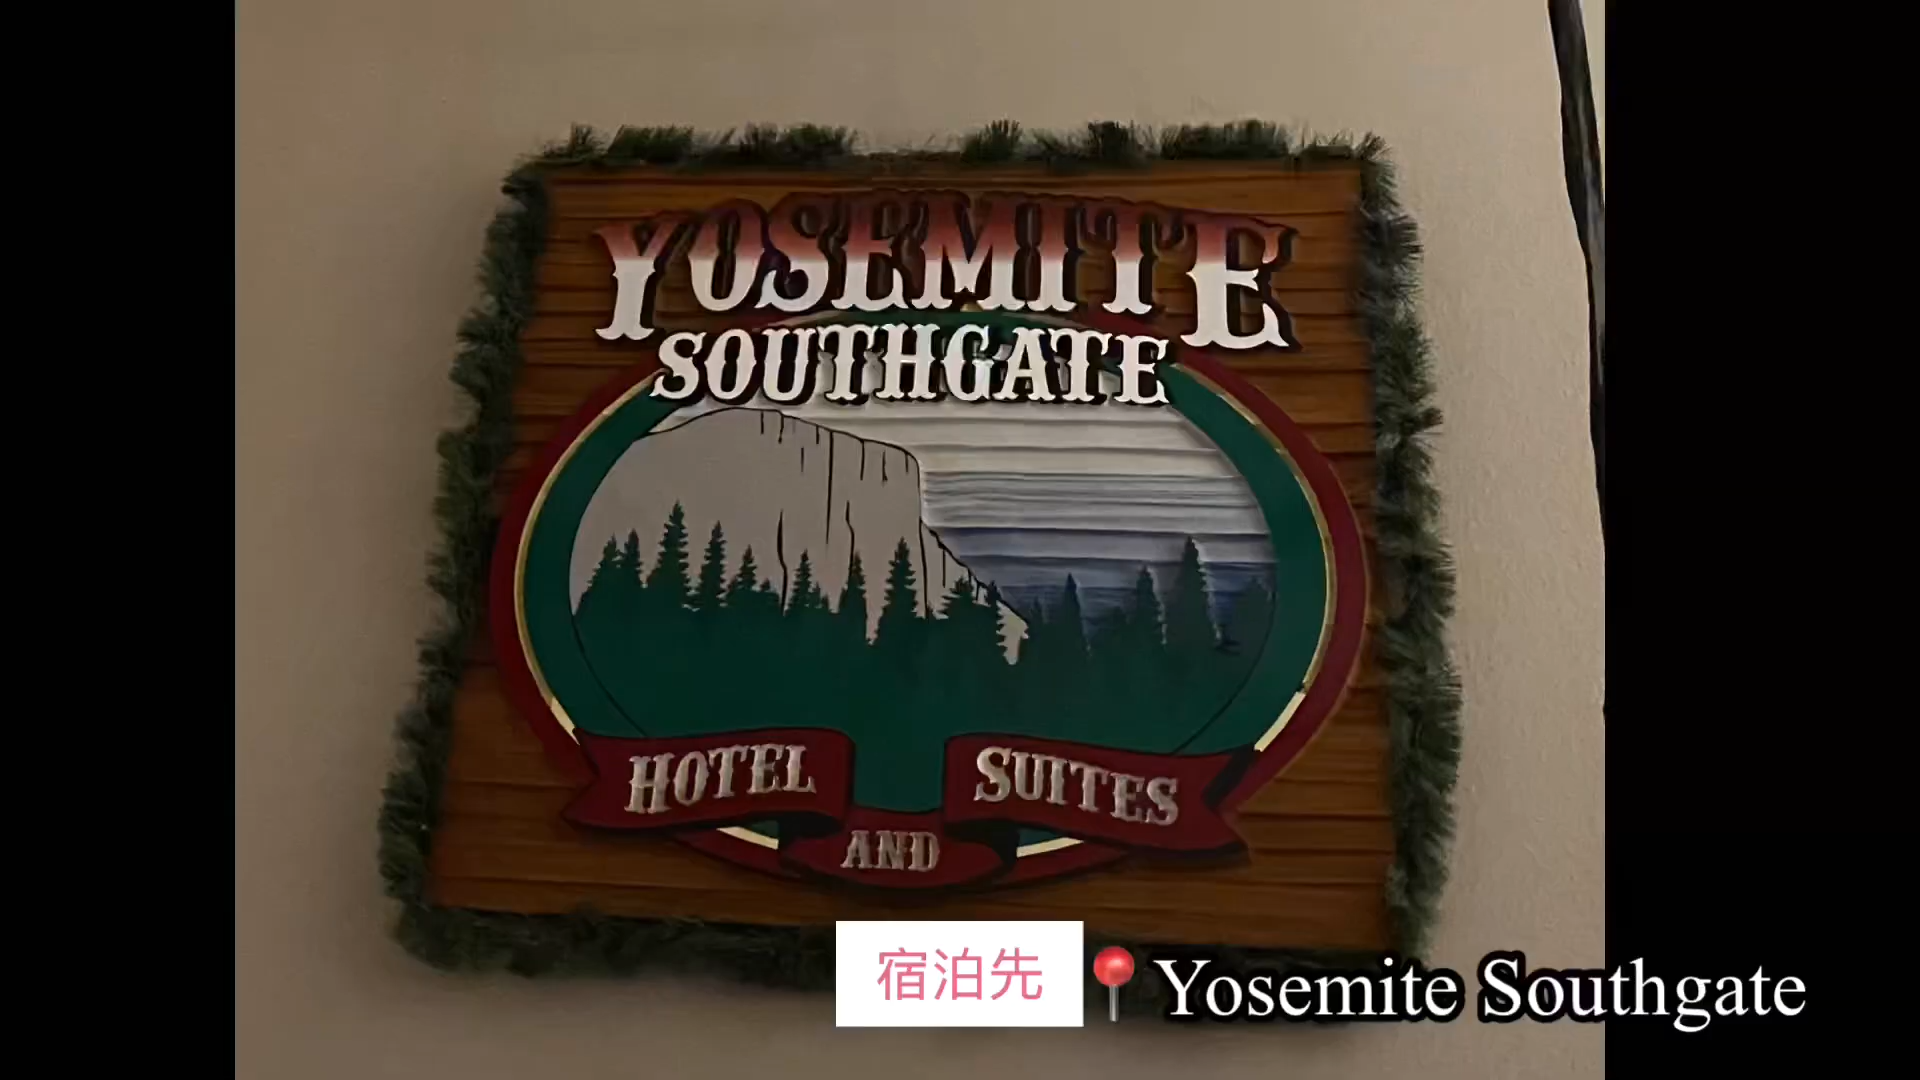 YOSEMITE
SOUTHGATE
HOTEL
AND
SUITES
宿泊先
📍Yosemite Southgate